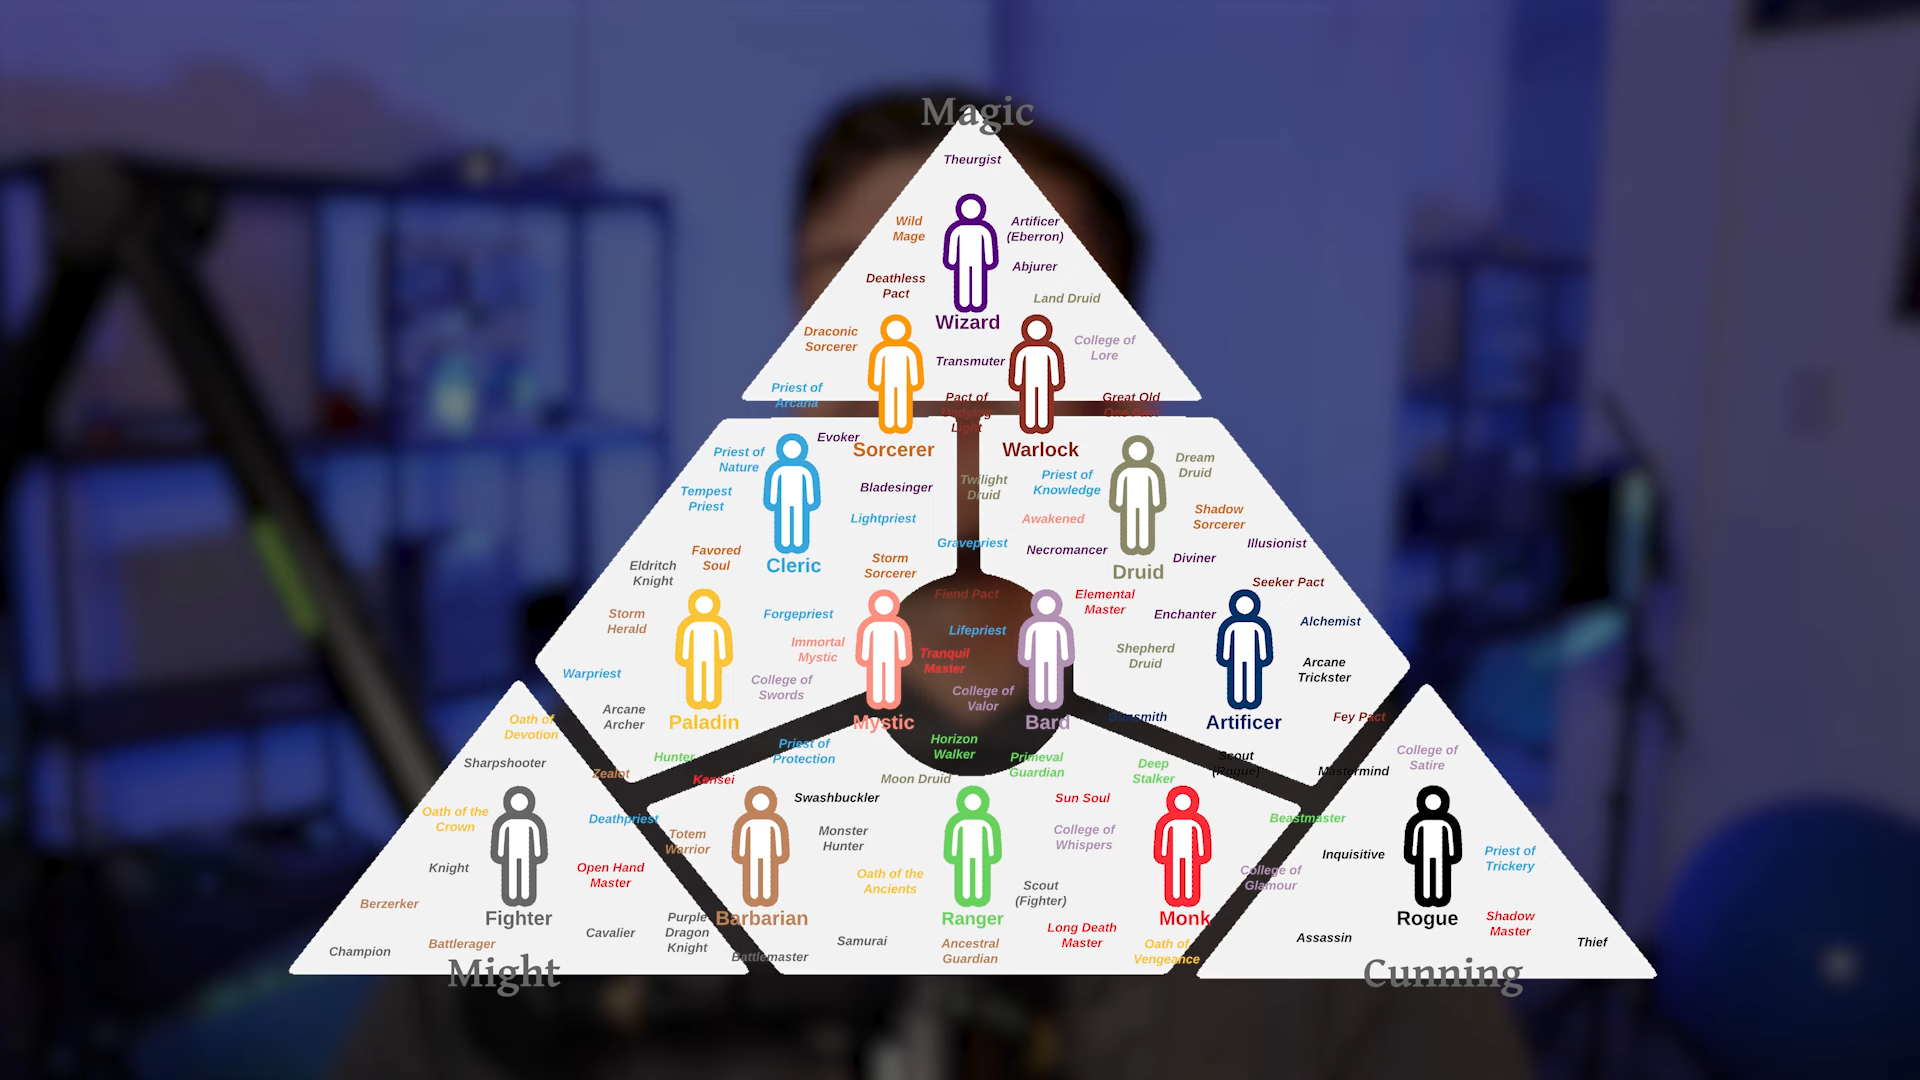 Magic
Theurgist
Wild
Mage
Artificer
(Eberron)
Abjurer
Deathless
Pact
Land Druid
Wizard
Draconic
Sorcerer
College of
Lore
Transmuter
Priest of
Arcana
Pact of
Undying
Light
Great Old
One Pact
Evoker
Sorcerer
Warlock
Priest of
Nature
Dream
Druid
Twilight
Druid
Priest of
Knowledge
Tempest
Priest
Bladesinger
Lightpriest
Awakened
Shadow
Sorcerer
Gravepriest
Necromancer
Illusionist
Favored
Soul
Cleric
Storm
Sorcerer
Druid
Diviner
Eldritch
Knight
Seeker Pact
Fiend Pact
Elemental
Master
Storm
Herald
Forgepriest
Enchanter
Alchemist
Lifepriest
Immortal
Mystic
Tranquil
Master
Shepherd
Druid
Arcane
Trickster
Warpriest
College of
Swords
College of
Valor
Arcane
Archer
Paladin
Mystic
Bard
Gunsmith
Artificer
Fey Pact
Oath of
Devotion
Priest of
Protection
Horizon
Walker
Hunter
Primeval
Guardian
Scout
(Rogue)
College of
Satire
Sharpshooter
Zealot
Kensei
Moon Druid
Deep
Stalker
Mastermind
Swashbuckler
Sun Soul
Oath of the
Crown
Deathpriest
Beastmaster
Totem
Warrior
Monster
Hunter
College of
Whispers
Inquisitive
Priest of
Trickery
Knight
Open Hand
Master
Oath of the
Ancients
College of
Glamour
Scout
(Fighter)
Berzerker
Fighter
Barbarian
Ranger
Monk
Rogue
Purple
Dragon
Knight
Cavalier
Long Death
Master
Shadow
Master
Champion
Battlerager
Samurai
Ancestral
Guardian
Oath of
Vengeance
Assassin
Thief
Battlemaster
Might
Cunning